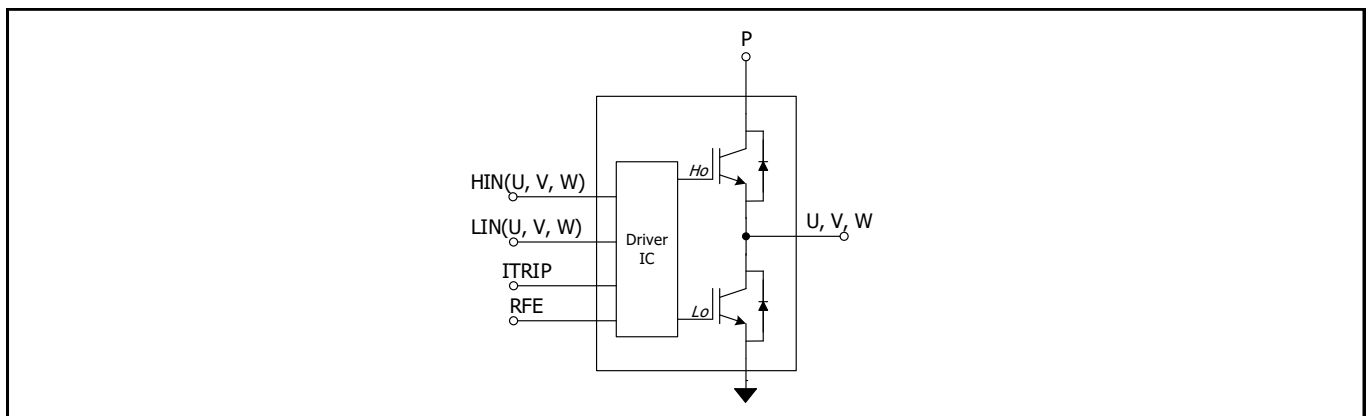 P
HIN(U, V, W)
Ho
LIN(U, V, W)
U, V, W
Driver
IC
ITRIP
RFE
Lo